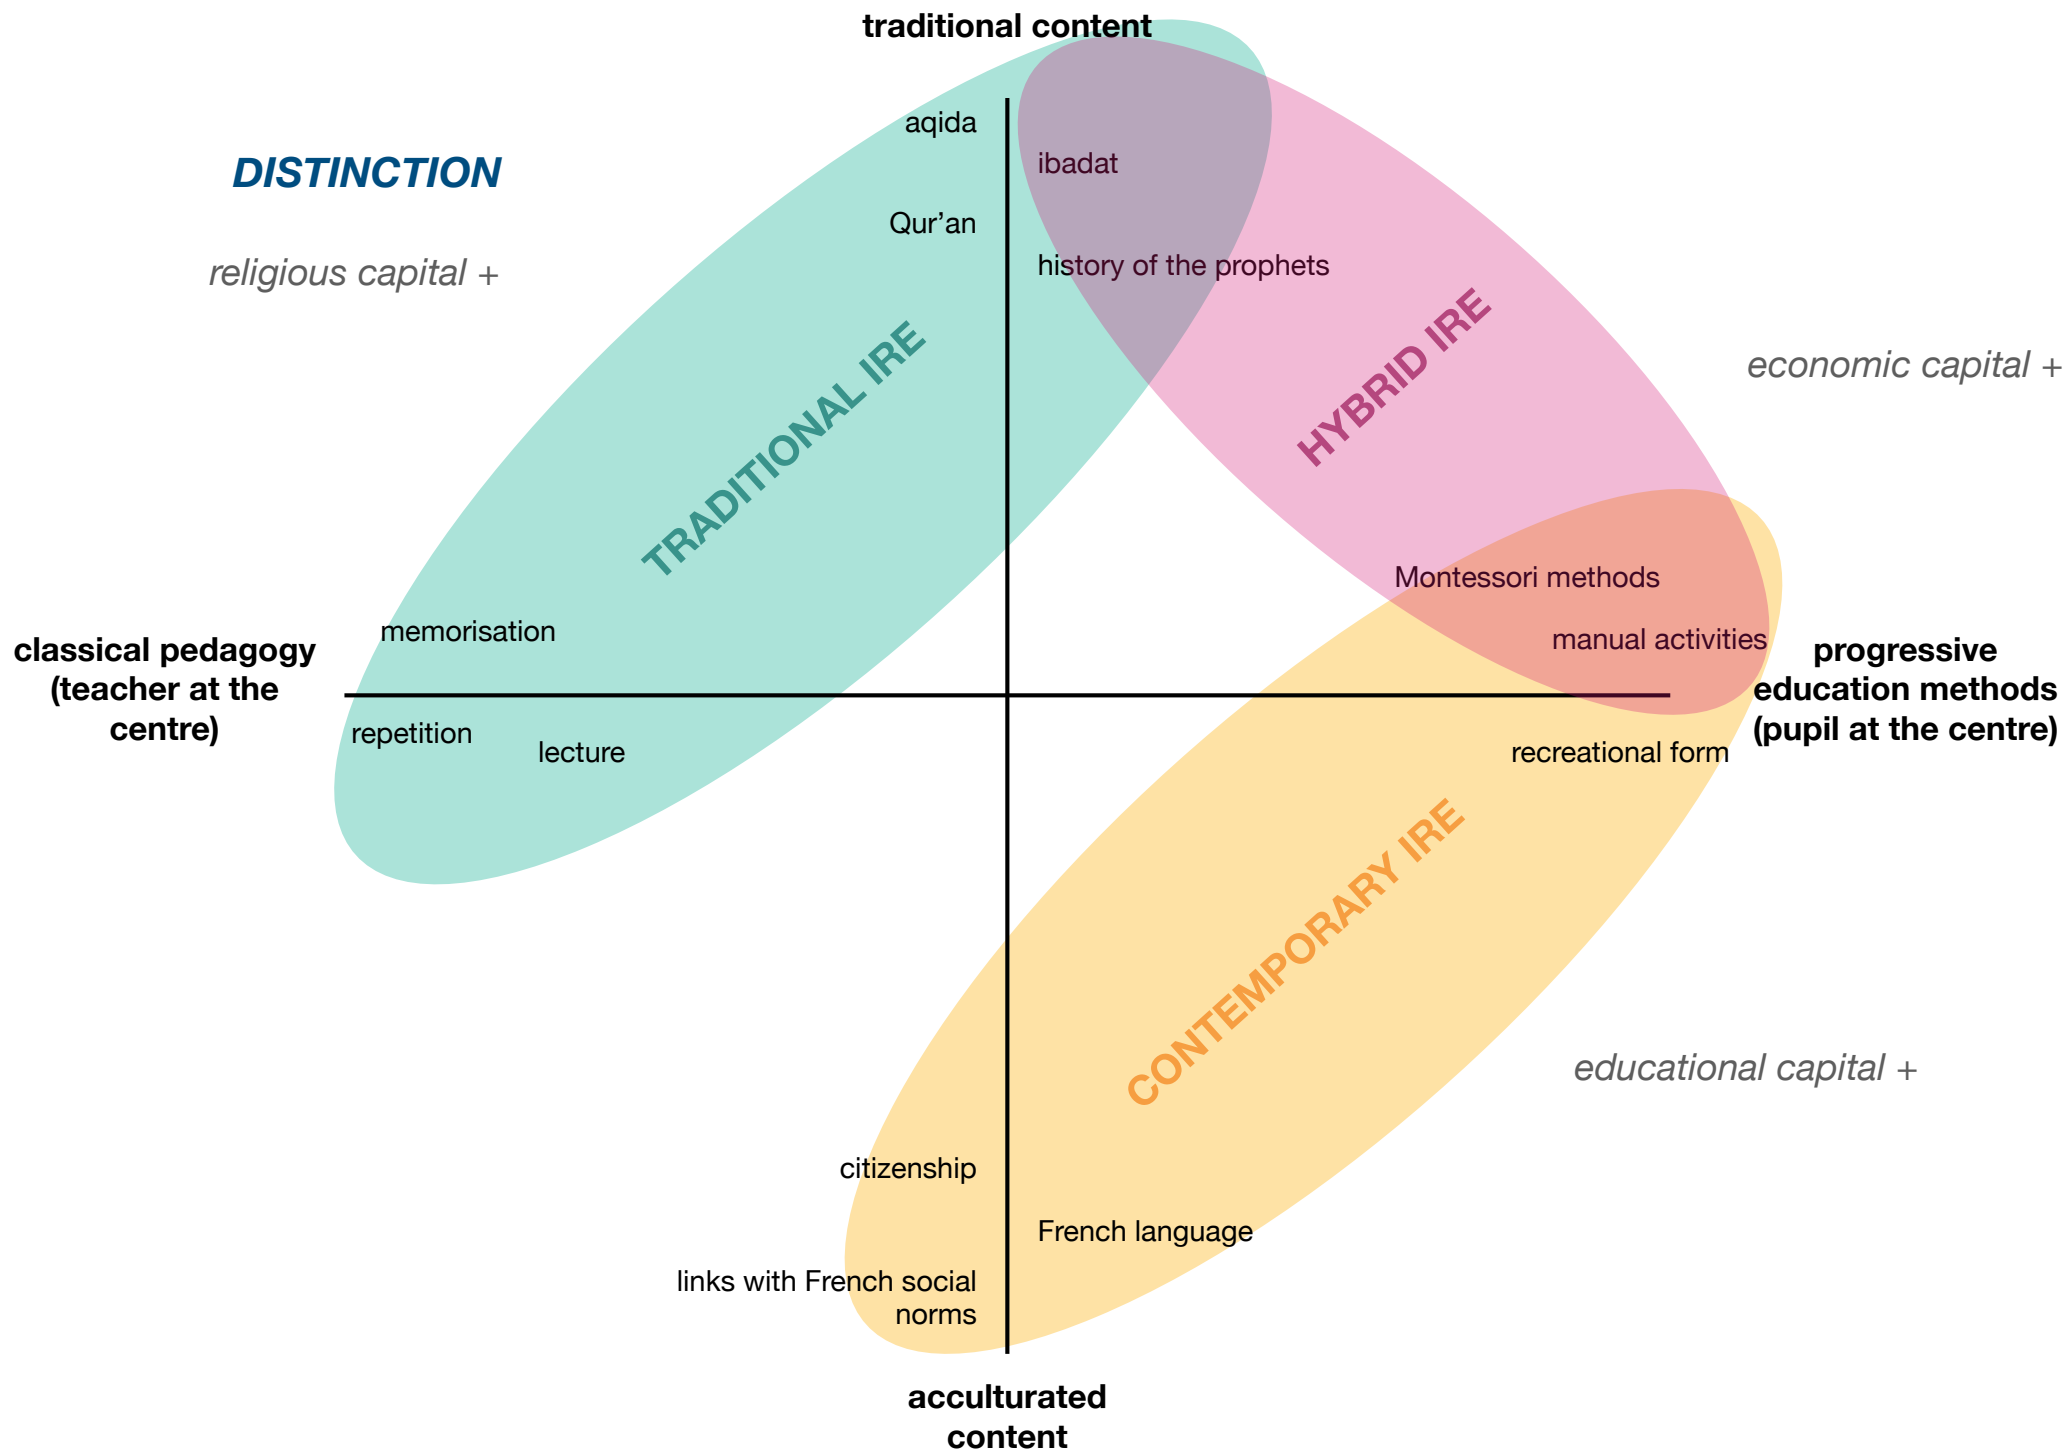 traditional content
aqida
DISTINCTION
ibadat
Qur’an
religious capital +
history of the prophets
TRADITIONAL IRE
HYBRID IRE
economic capital +
Montessori methods
memorisation
manual activities
classical pedagogy
(teacher at the
centre)
progressive
education methods
(pupil at the centre)
repetition
lecture
recreational form
CONTEMPORARY IRE
educational capital +
citizenship
French language
links with French social
norms
acculturated
content